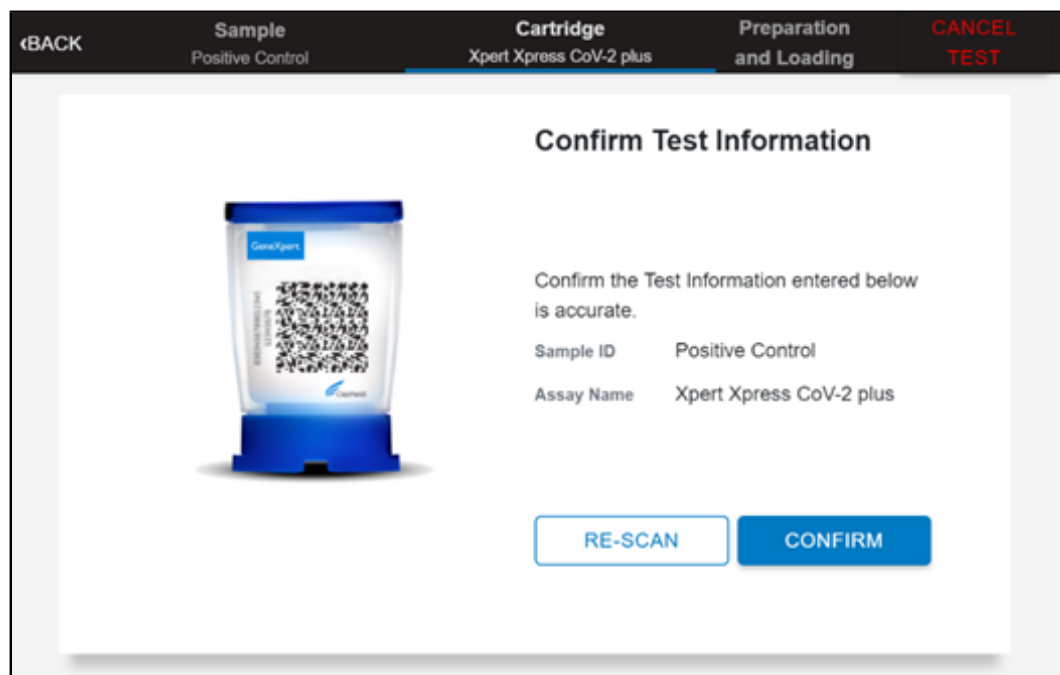 ‹BACK
Sample
Positive Control
Cartridge
Xpert Xpress CoV-2 plus
Preparation
and Loading
CANCEL
TEST
Confirm Test Information
GeneXpert
Cepheid
Confirm the Test Information entered below
is accurate.
Sample ID Positive Control
Assay Name Xpert Xpress CoV-2 plus
RE-SCAN
CONFIRM